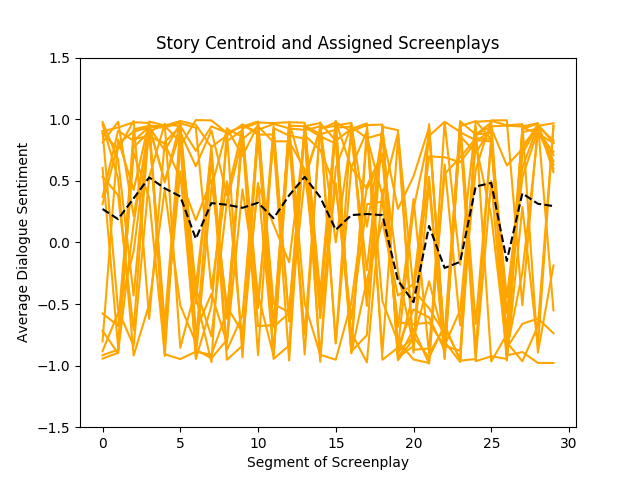 Story Centroid and Assigned Screenplays
Average Dialogue Sentiment
1.5
1.0
0.5
0.0
−0.5
−1.0
−1.5
0 5 10 15 20 25 30
Segment of Screenplay